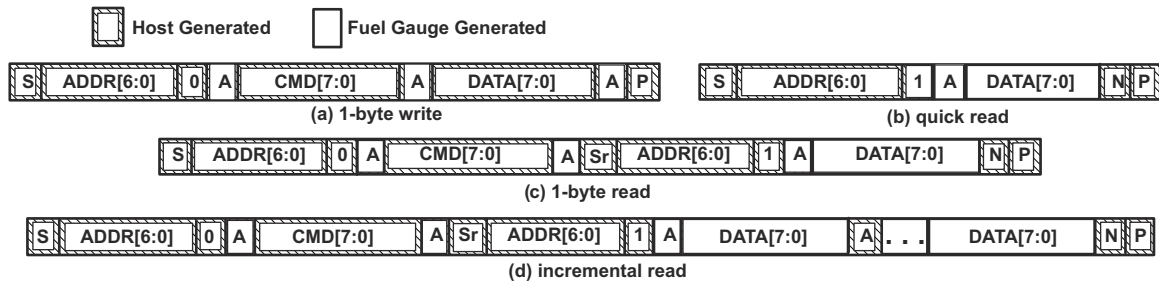 Host Generated Fuel Gauge Generated
S ADDR[6:0] 0 A CMD[7:0] A DATA[7:0] A P
(a) 1-byte write
S ADDR[6:0] 1 A DATA[7:0] N P
(b) quick read
S ADDR[6:0] 0 A CMD[7:0] A Sr ADDR[6:0] 1 A DATA[7:0] N P
(c) 1-byte read
S ADDR[6:0] 0 A CMD[7:0] A Sr ADDR[6:0] 1 A DATA[7:0] A . . . DATA[7:0] N P
(d) incremental read